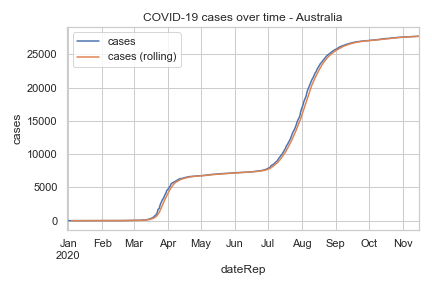 COVID-19 cases over time - Australia
cases
cases (rolling)
25000
20000
15000
10000
5000
0
cases
Jan Feb Mar Apr May Jun Jul Aug Sep Oct Nov
2020
dateRep